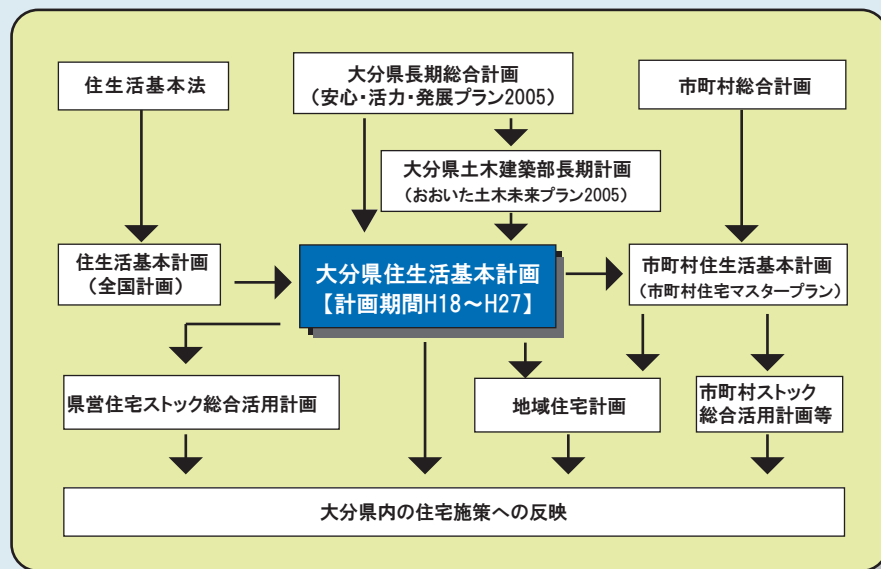 住生活基本法
大分県長期総合計画
（安心・活力・発展プラン2005）
市町村総合計画
大分県土木建築部長期計画
（おおいた土木未来プラン2005）
住生活基本計画
（全国計画）
大分県住生活基本計画
【計画期間H18～H27】
市町村住生活基本計画
（市町村住宅マスタープラン）
県営住宅ストック総合活用計画
地域住宅計画
市町村ストック
総合活用計画等
大分県内の住宅施策への反映